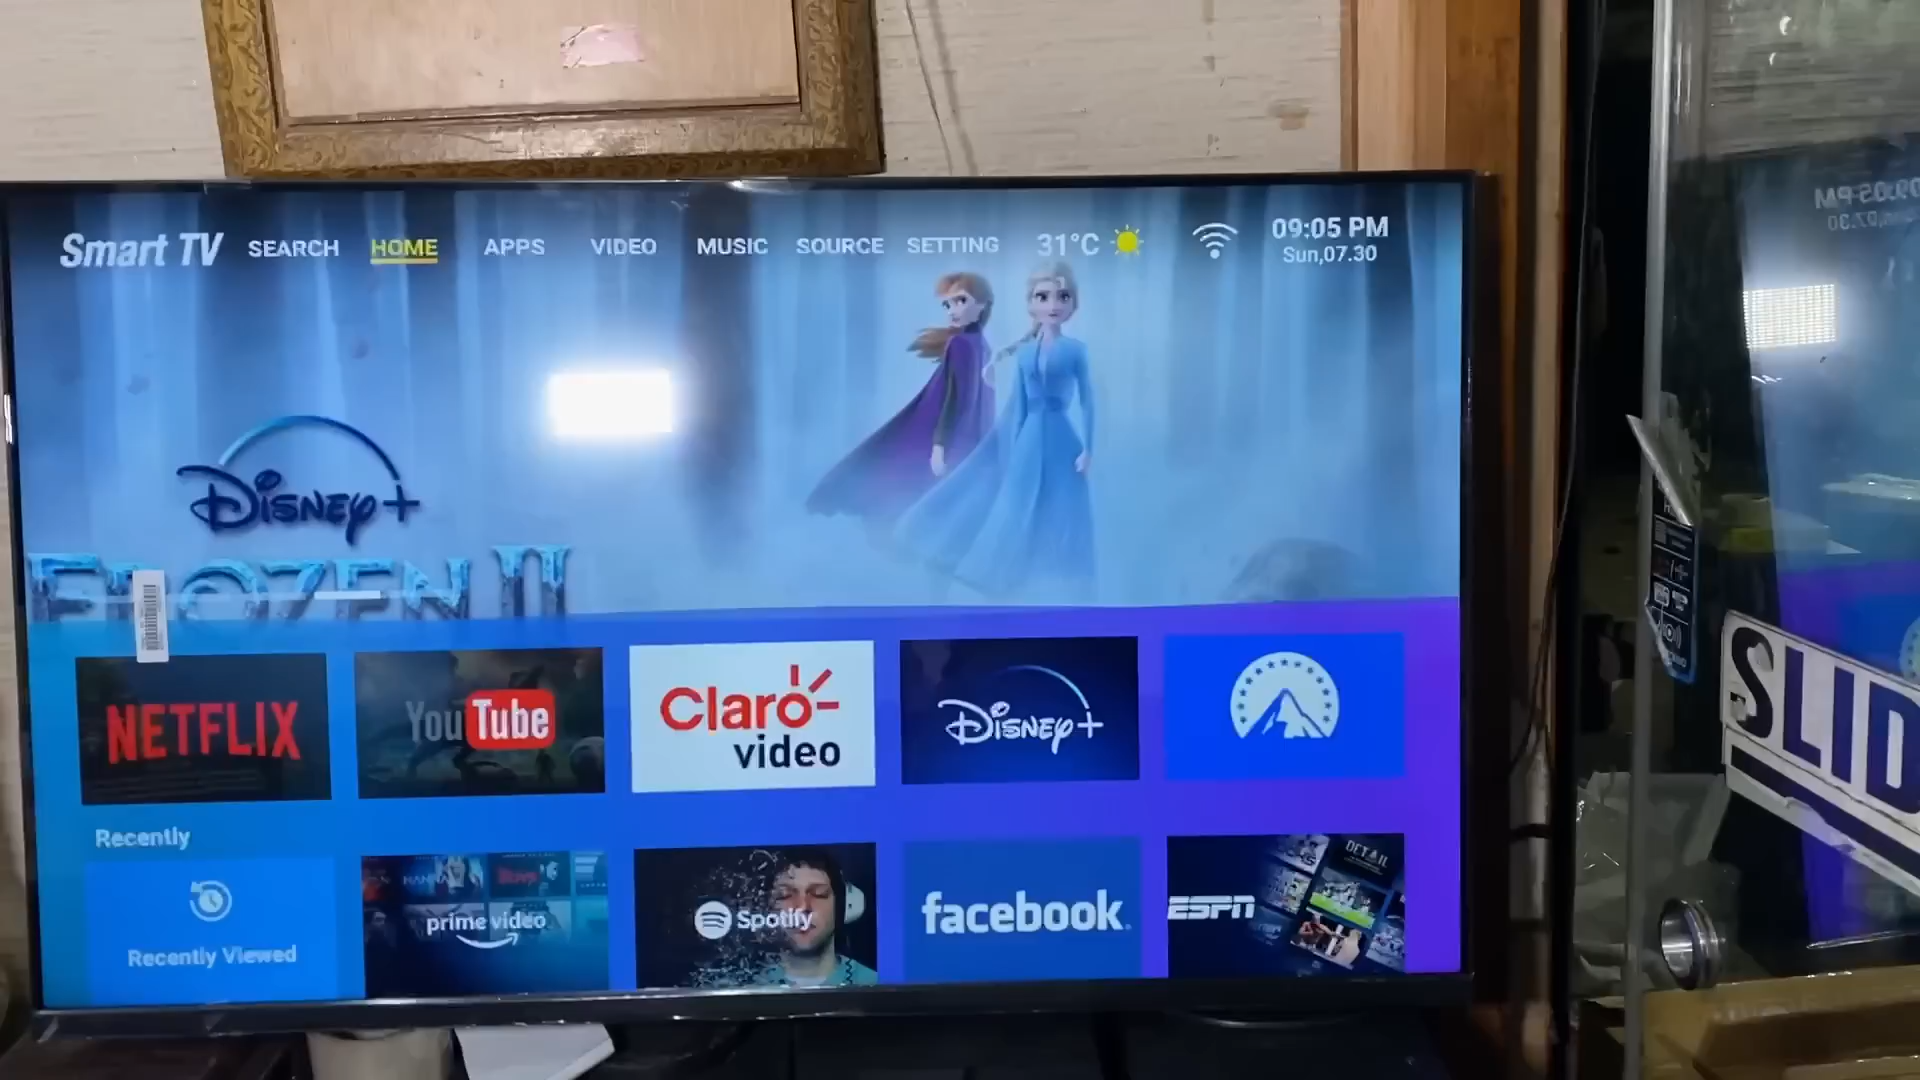 Smart TV SEARCH HOME APPS VIDEO MUSIC SOURCE SETTING 31°C 09:05 PM
Sun,07.30
Disney+
FROZEN II
NETFLIX
YouTube
Claro video
Disney+
Recently
Recently Viewed
prime video
Spotify
facebook.
ESPN
DETAIL
SLID